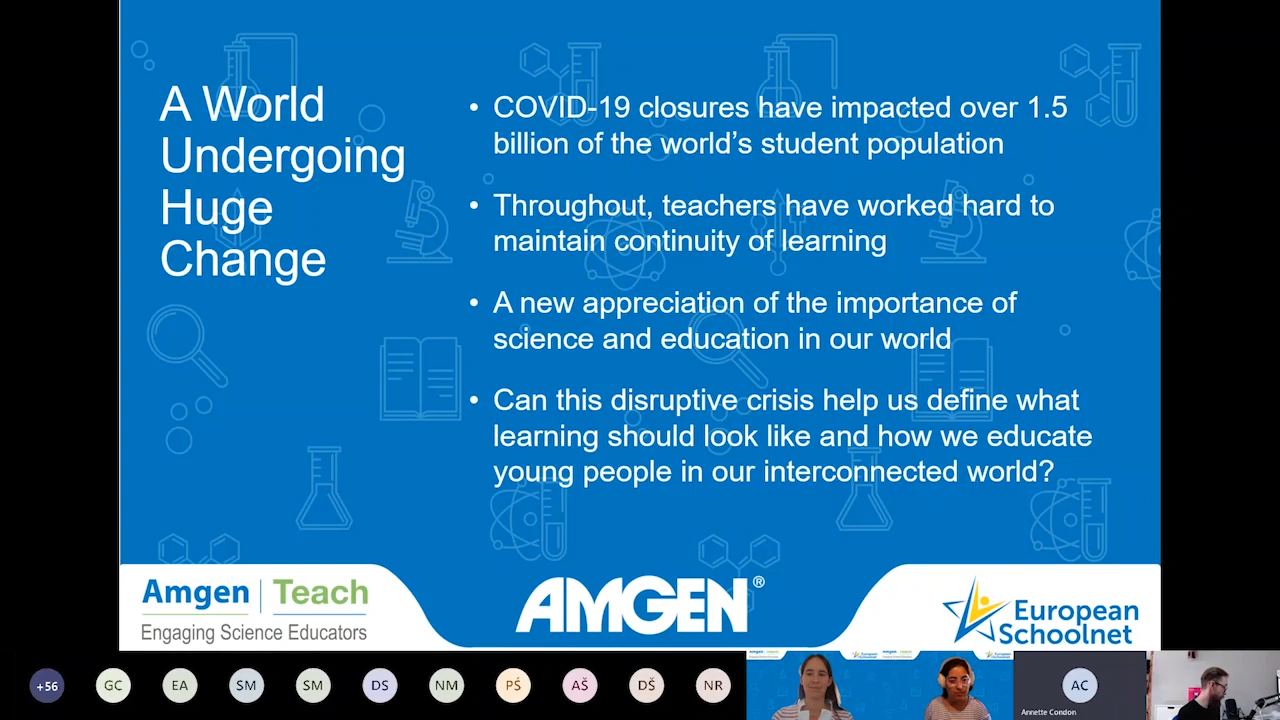 A World
Undergoing
Huge
Change
• COVID-19 closures have impacted over 1.5
billion of the world’s student population
• Throughout, teachers have worked hard to
maintain continuity of learning
• A new appreciation of the importance of
science and education in our world
• Can this disruptive crisis help us define what
learning should look like and how we educate
young people in our interconnected world?
Amgen | Teach
Engaging Science Educators
AMGEN®
European
Schoolnet
+56 GC EA SM SM DS NM PŚ AŠ DŠ NR
AC
Annette Condon